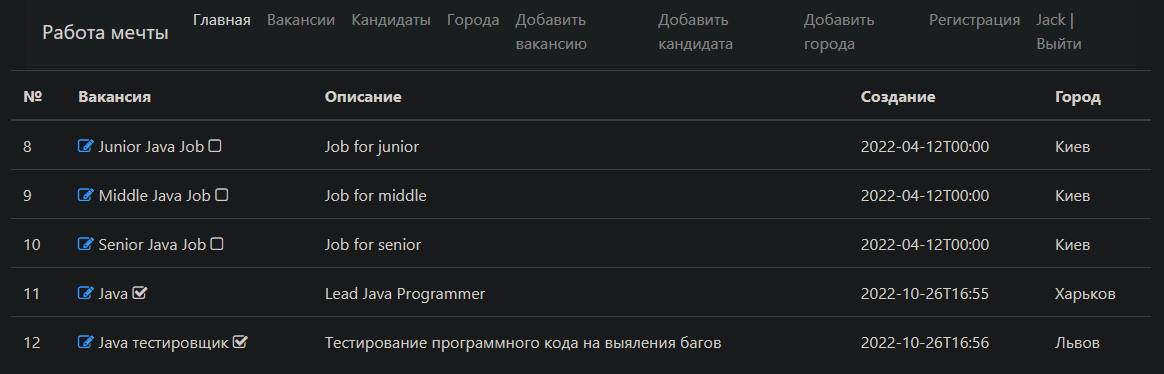 Работа мечты Главная Вакансии Кандидаты Города Добавить вакансию Добавить кандидата Добавить города Регистрация Jack | Выйти
№ Вакансия Описание Создание Город
8 Junior Java Job Job for junior 2022-04-12T00:00 Киев
9 Middle Java Job Job for middle 2022-04-12T00:00 Киев
10 Senior Java Job Job for senior 2022-04-12T00:00 Киев
11 Java Lead Java Programmer 2022-10-26T16:55 Харьков
12 Java тестировщик Тестирование программного кода на выяления багов 2022-10-26T16:56 Львов